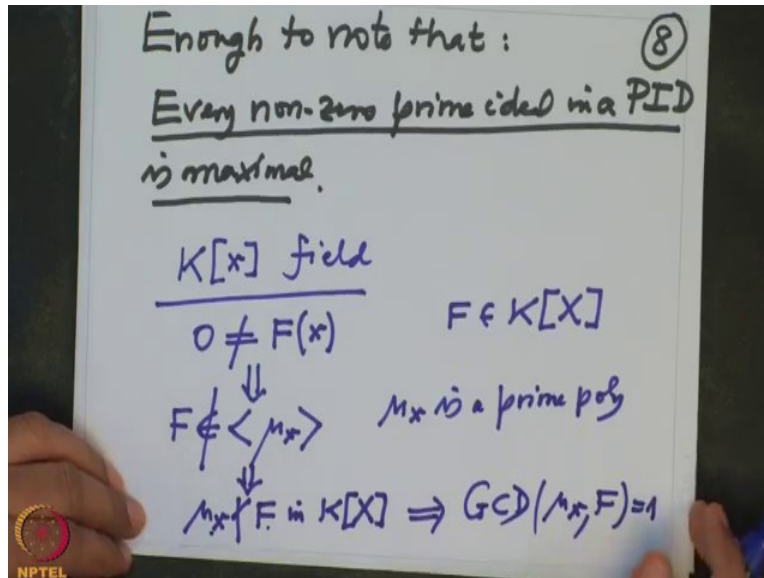 Enough to note that : ⑧
Every non-zero prime ideal in a PID
is maximal.
K[x] field
0 ≠ F(x) F ∈ K[X]
⇓
F ∉ < μx > μx is a prime poly
⇓
μx ∤ F in K[X] ⇒ GCD(μx, F)=1
NPTEL